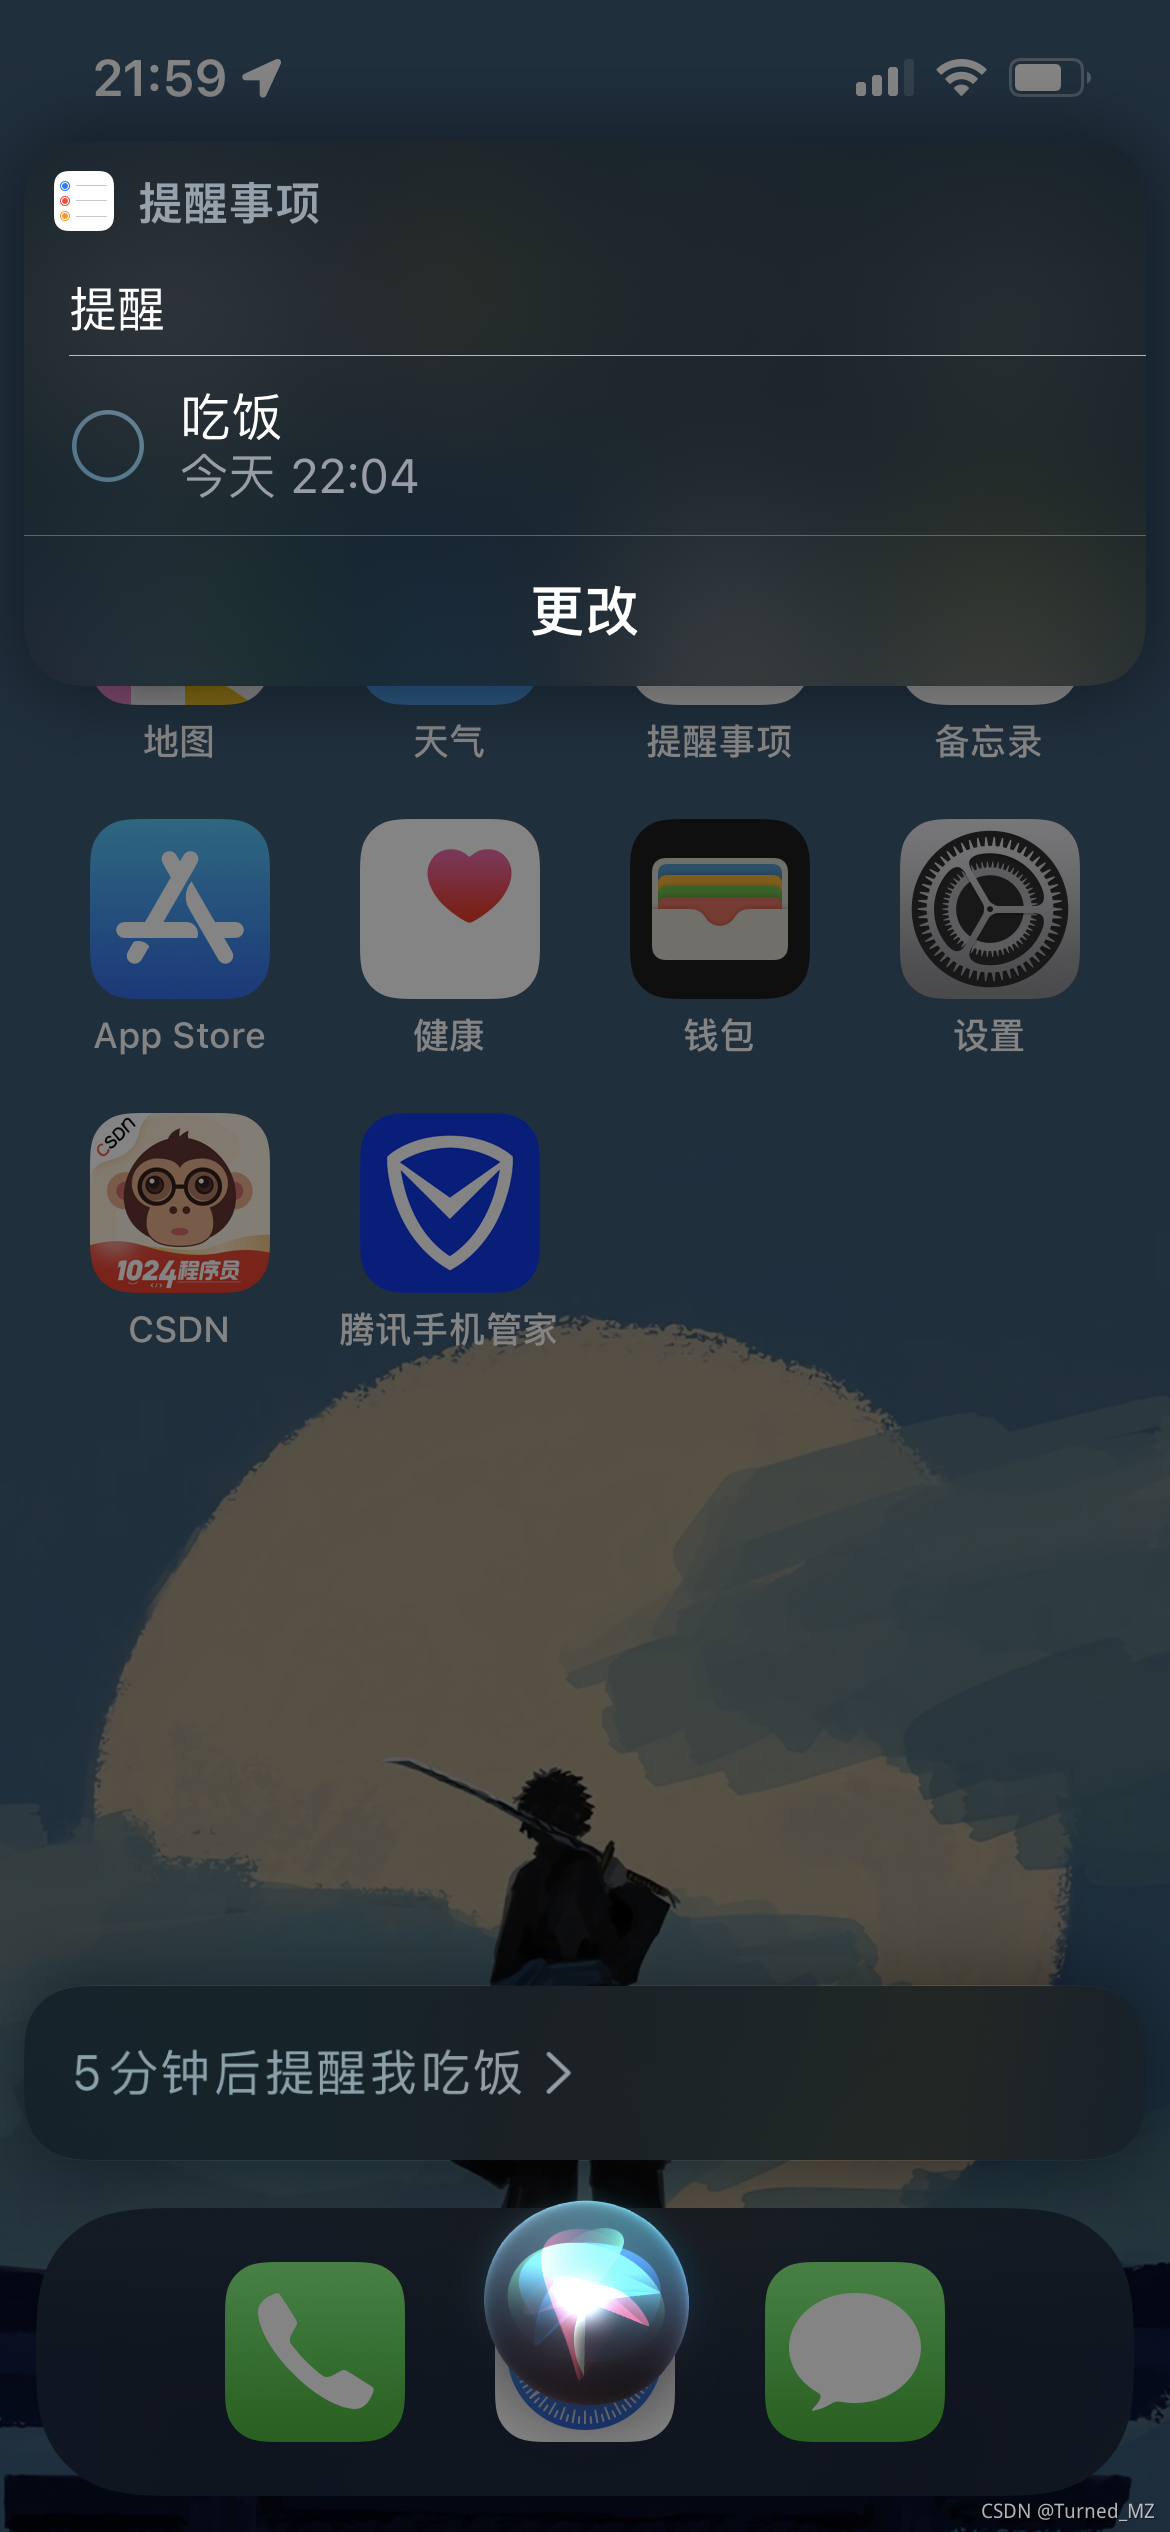 21:59
提醒事项
提醒
吃饭
今天 22:04
更改
地图
天气
提醒事项
备忘录
App Store
健康
钱包
设置
CSDN
1024程序员
CSDN
腾讯手机管家
5分钟后提醒我吃饭
CSDN @Turned_MZ